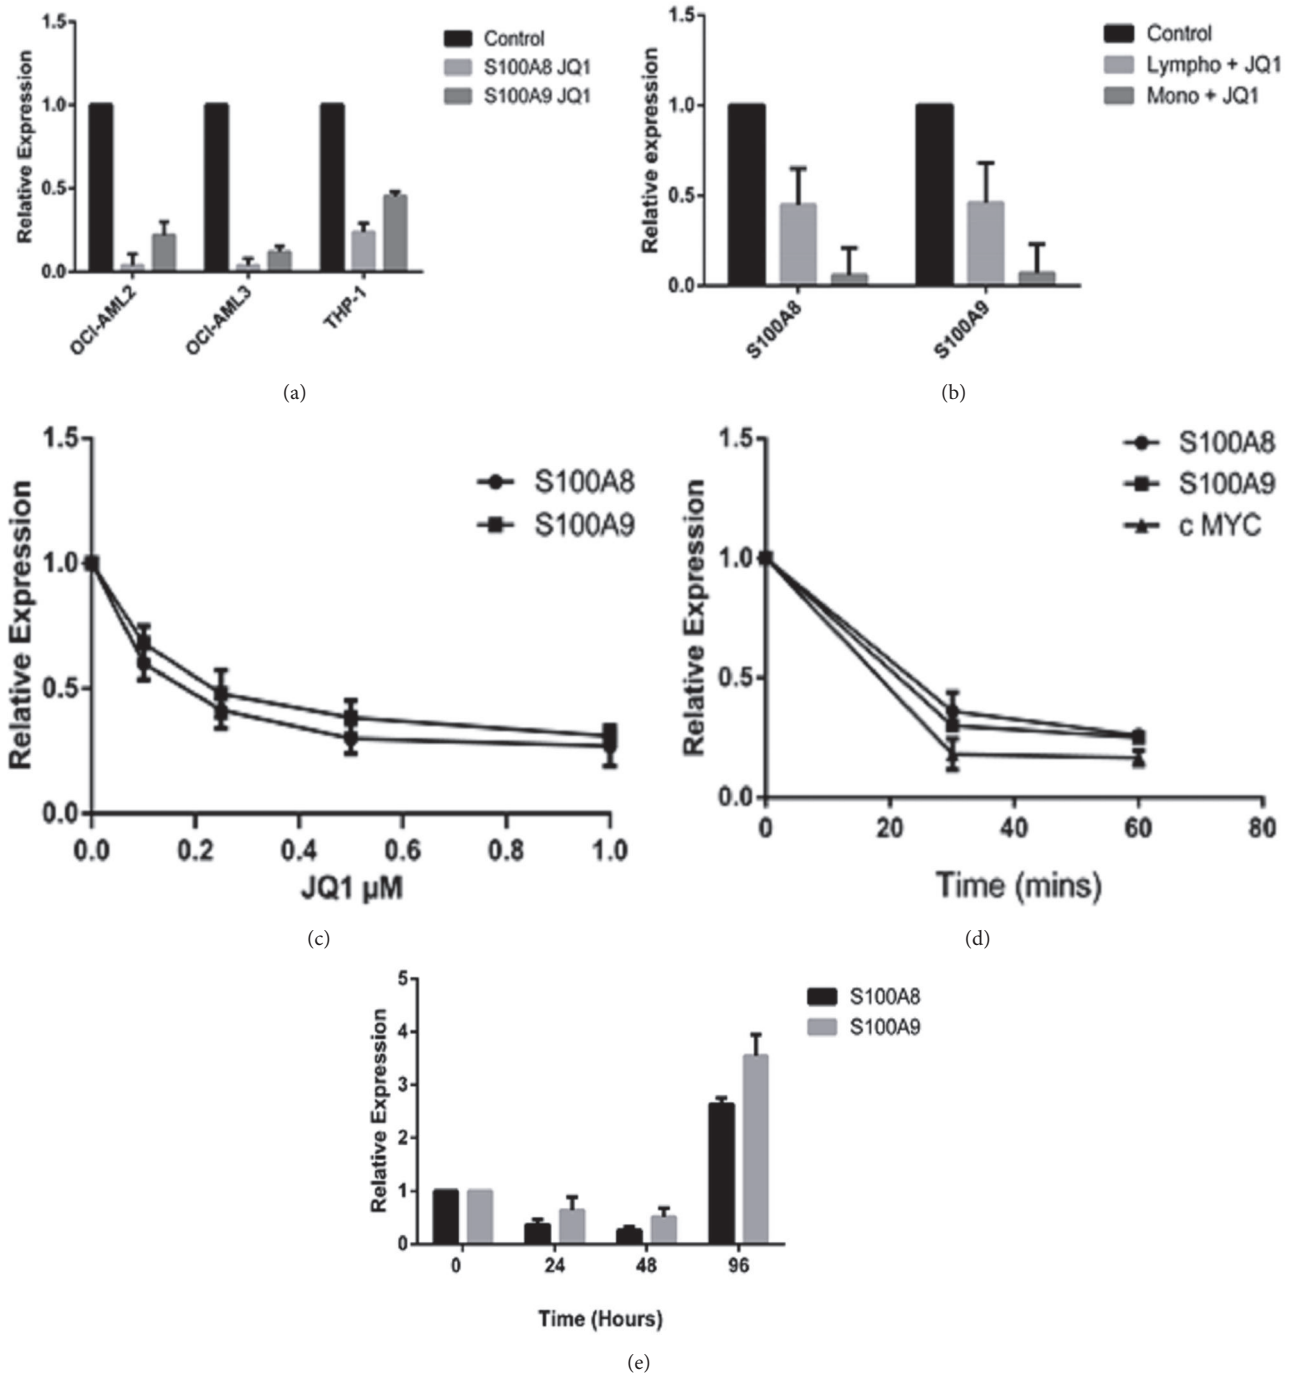 1.5
1.0
0.5
0.0
Relative Expression
OCI-AML2
OCI-AML3
THP-1
Control
S100A8 JQ1
S100A9 JQ1
(a)
1.5
1.0
0.5
0.0
Relative expression
S100A8
S100A9
Control
Lympho + JQ1
Mono + JQ1
(b)
1.5
1.0
0.5
0.0
Relative Expression
S100A8
S100A9
0.0 0.2 0.4 0.6 0.8 1.0
JQ1 µM
(c)
1.5
1.0
0.5
0.0
Relative Expression
S100A8
S100A9
c MYC
0 20 40 60 80
Time (mins)
(d)
5
4
3
2
1
0
Relative Expression
S100A8
S100A9
0 24 48 96
Time (Hours)
(e)